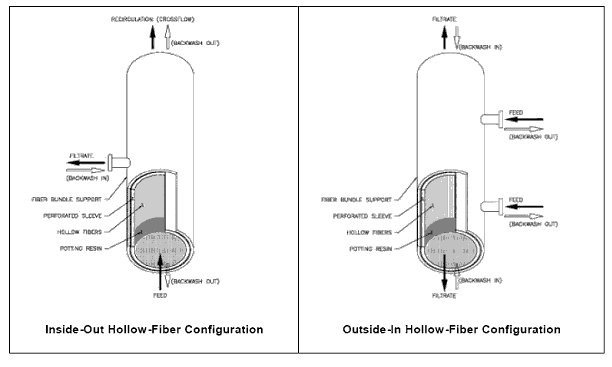 RECIRCULATION (CROSSFLOW)
(BACKWASH OUT)
FILTRATE
(BACKWASH IN)
FIBER BUNDLE SUPPORT
PERFORATED SLEEVE
HOLLOW FIBERS
POTTING RESIN
(BACKWASH OUT)
FEED
Inside-Out Hollow-Fiber Configuration
FILTRATE
(BACKWASH IN)
FEED
(BACKWASH OUT)
FIBER BUNDLE SUPPORT
PERFORATED SLEEVE
FEED
(BACKWASH OUT)
HOLLOW FIBERS
POTTING RESIN
(BACKWASH IN)
FILTRATE
Outside-In Hollow-Fiber Configuration